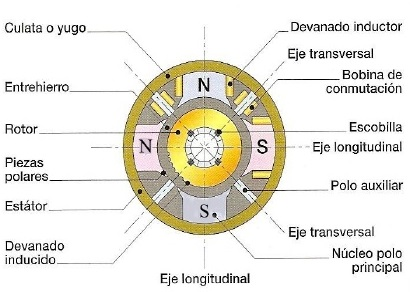 Culata o yugo
Entrehierro
Rotor
Piezas
polares
Estátor
Devanado
inducido
N
N
S
S
Eje longitudinal
Devanado inductor
Eje transversal
Bobina de
conmutación
Escobilla
Eje longitudinal
Polo auxiliar
Eje transversal
Núcleo polo
principal